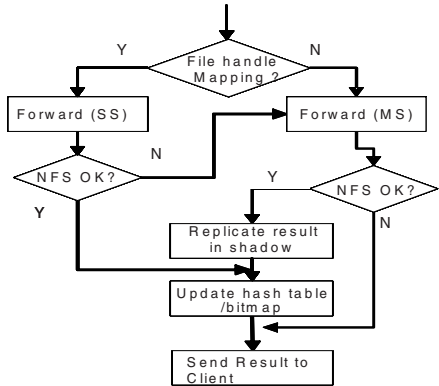 Y
File handle
Mapping ?
N
Forward (SS)
Forward (MS)
N
NFS OK?
Y
NFS OK?
Y
N
Replicate result
in shadow
Update hash table
/bitmap
Send Result to
Client